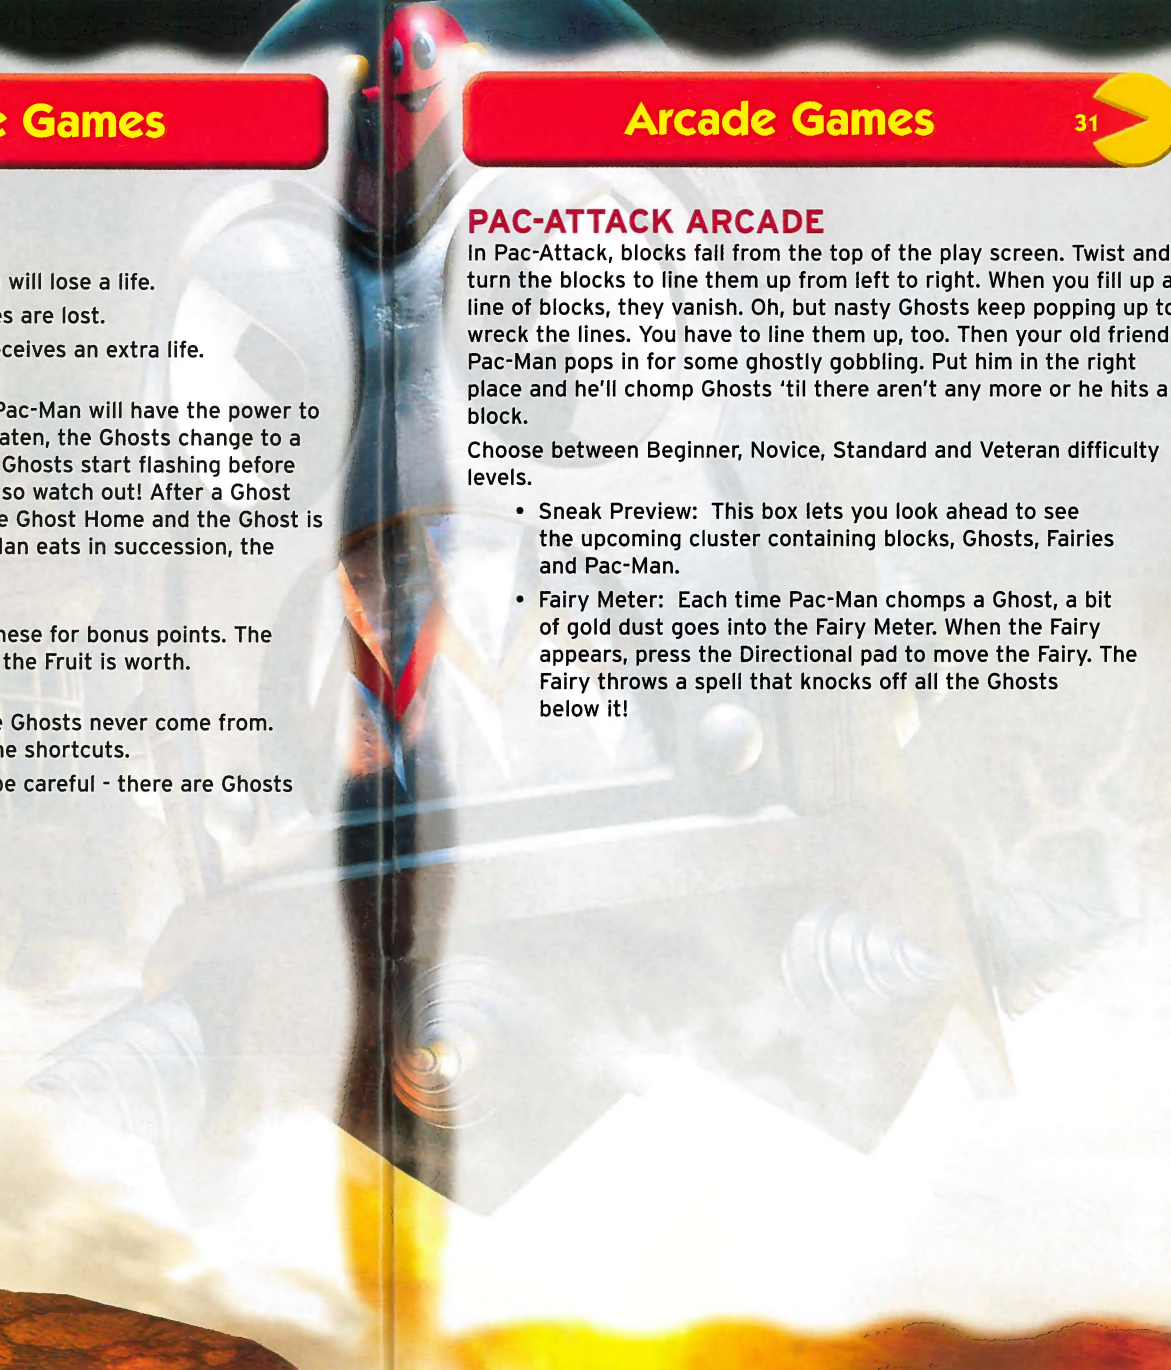 Games
will lose a life.
are lost.
an extra life.
Pac-Man will have the power to
the Ghosts change to a
Ghosts start flashing before
so watch out! After a Ghost
Ghost Home and the Ghost is
eats in succession, the
for bonus points. The
the Fruit is worth.
Ghosts never come from.
shortcuts.
careful - there are Ghosts
Arcade Games
31
PAC-ATTACK ARCADE
In Pac-Attack, blocks fall from the top of the play screen. Twist and
turn the blocks to line them up from left to right. When you fill up a
line of blocks, they vanish. Oh, but nasty Ghosts keep popping up to
wreck the lines. You have to line them up, too. Then your old friend
Pac-Man pops in for some ghostly gobbling. Put him in the right
place and he'll chomp Ghosts 'til there aren't any more or he hits a
block.
Choose between Beginner, Novice, Standard and Veteran difficulty
levels.
• Sneak Preview: This box lets you look ahead to see
the upcoming cluster containing blocks, Ghosts, Fairies
and Pac-Man.
• Fairy Meter: Each time Pac-Man chomps a Ghost, a bit
of gold dust goes into the Fairy Meter. When the Fairy
appears, press the Directional pad to move the Fairy. The
Fairy throws a spell that knocks off all the Ghosts
below it!